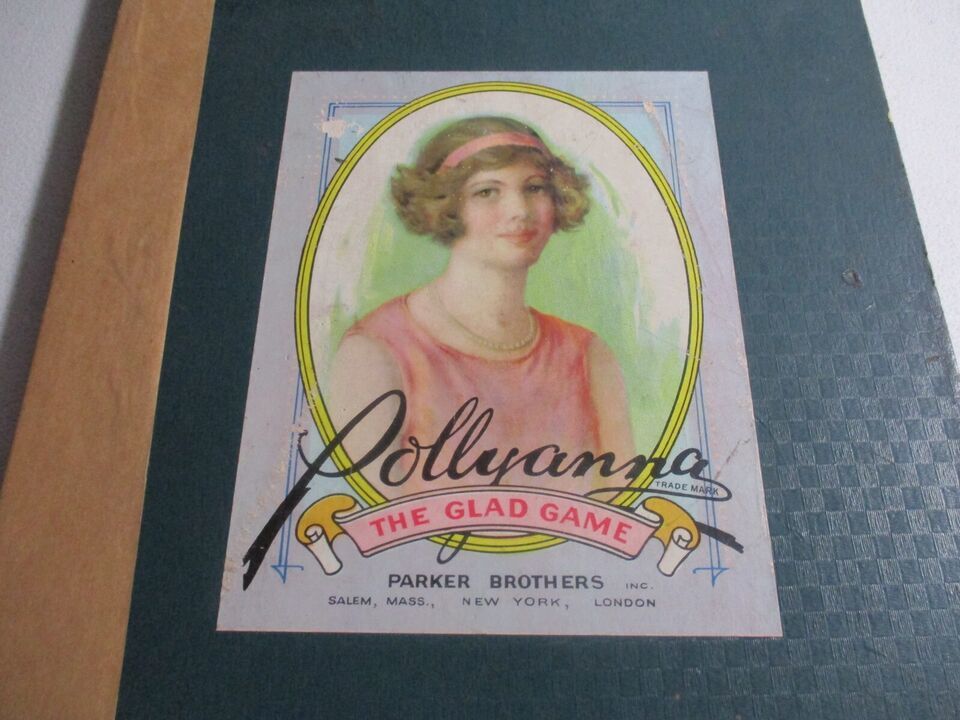 Pollyanna
TRADE MARK
THE GLAD GAME
PARKER BROTHERS INC.
SALEM, MASS., NEW YORK, LONDON